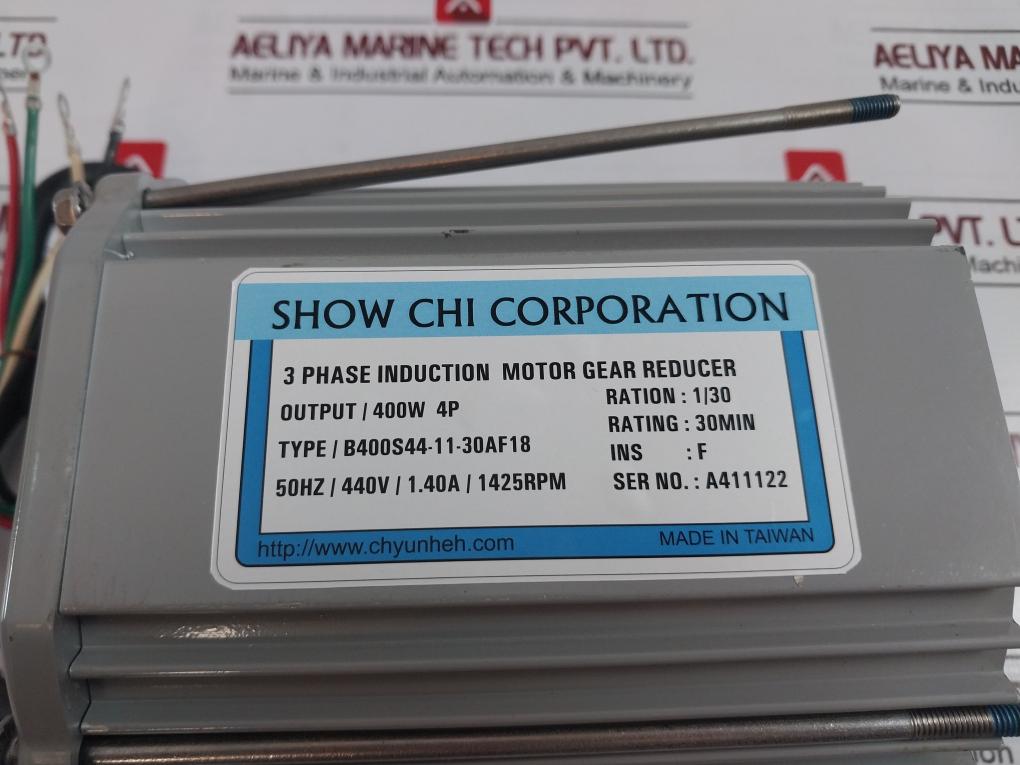 AELIYA MARINE TECH PVT. LTD.
Marine & Industrial Automation & Machinery
AELIYA MARINE
Marine &
PVT. L
SHOW CHI CORPORATION
3 PHASE INDUCTION MOTOR GEAR REDUCER
OUTPUT / 400W 4P
RATION : 1/30
TYPE / B400S44-11-30AF18
RATING : 30MIN
INS : F
50HZ / 440V / 1.40A / 1425RPM
SER NO. : A411122
http://www.chyunheh.com
MADE IN TAIWAN